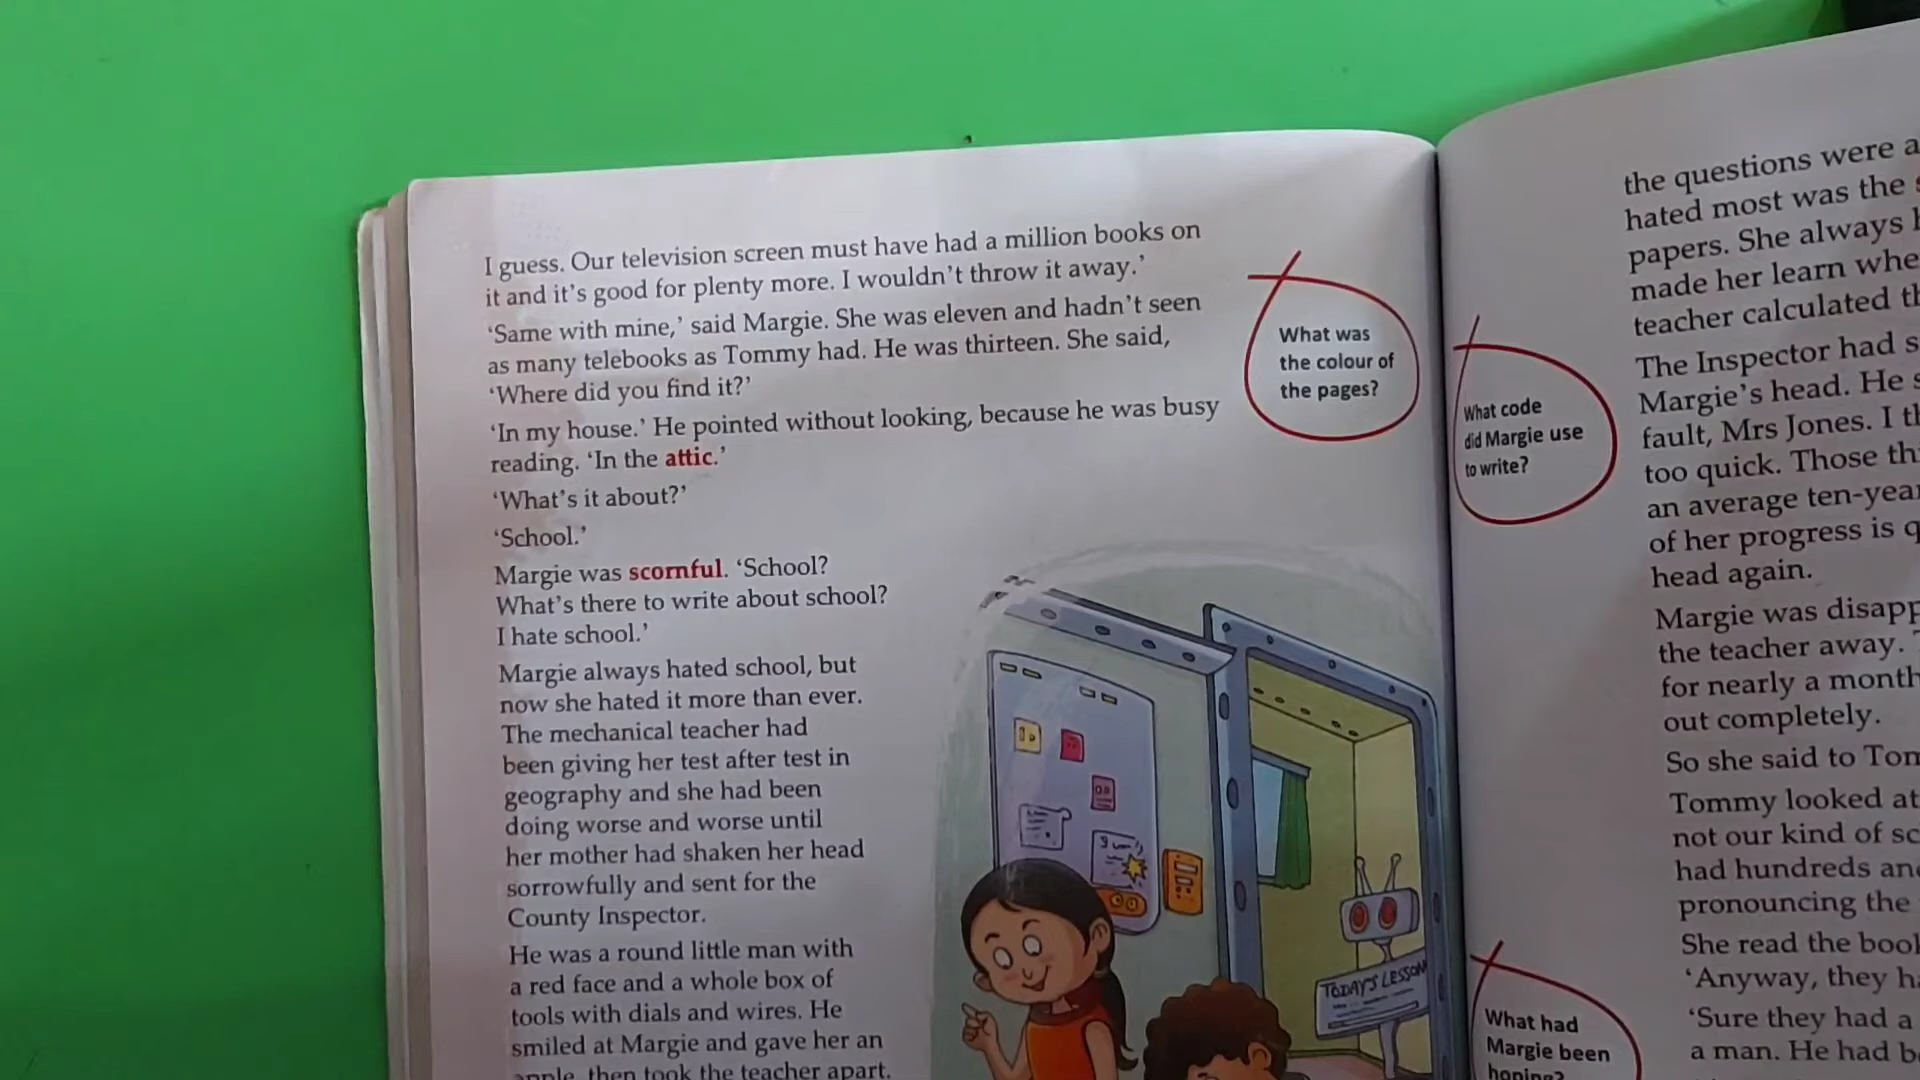 I guess. Our television screen must have had a million books on
it and it's good for plenty more. I wouldn't throw it away.'
'Same with mine,' said Margie. She was eleven and hadn't seen
as many telebooks as Tommy had. He was thirteen. She said,
'Where did you find it?'
'In my house.' He pointed without looking, because he was busy
reading. 'In the attic.'
'What's it about?'
'School.'
Margie was scornful. 'School?
What's there to write about school?
I hate school.'
Margie always hated school, but
now she hated it more than ever.
The mechanical teacher had
been giving her test after test in
geography and she had been
doing worse and worse until
her mother had shaken her head
sorrowfully and sent for the
County Inspector.
He was a round little man with
a red face and a whole box of
tools with dials and wires. He
smiled at Margie and gave her an
apple, then took the teacher apart.
What was
the colour of
the pages?
TODAY'S LESSON
What code
did Margie use
to write?
What had
Margie been
hoping?
the questions were
hated most was the
papers. She always
made her learn
teacher calculated
The Inspector had
Margie's head. He
fault, Mrs Jones. I
too quick. Those
an average
of her progress is
head again.
Margie was
the teacher away.
for nearly a month
out completely.
So she said to
Tommy looked at
not our kind of
had hundreds
pronouncing the
She read the
'Anyway, they
'Sure they had a
a man. He had